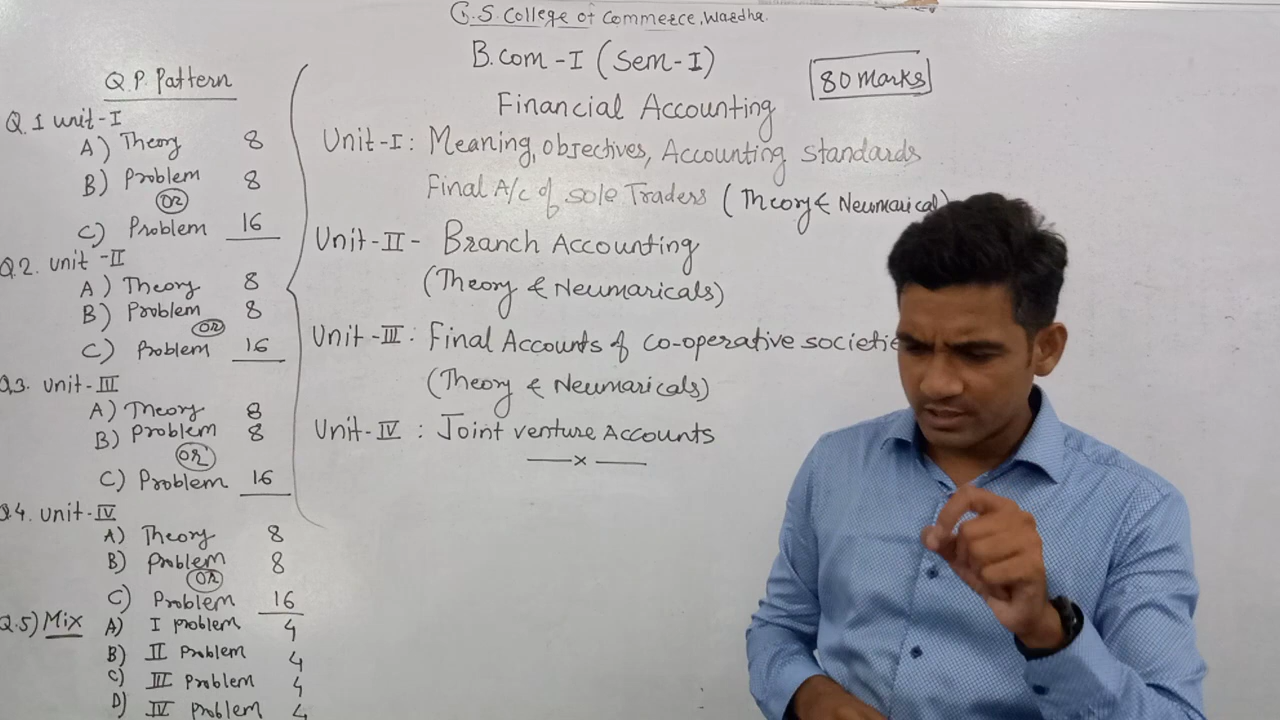 G.S. College of Commerce, Wardha.
B.com-I (Sem-I)
80 Marks
Financial Accounting
Unit-I: Meaning, objectives, Accounting standards
Final A/c of sole Traders (Theory & Neumarical)
Unit-II- Branch Accounting
(Theory & Neumaricals)
Unit-III: Final Accounts of co-operative societie
(Theory & Neumaricals)
Unit-IV: Joint venture Accounts
—x—
Q.P. Pattern
Q.1 unit-I
A) Theory 8
B) Problem 8
OR
C) Problem 16
Q.2. unit-II
A) Theory 8
B) Problem 8
OR
C) Problem 16
Q.3. unit-III
A) Theory 8
B) Problem 8
OR
C) Problem 16
Q.4. unit-IV
A) Theory 8
B) Problem 8
OR
C) Problem 16
Q.5) Mix A) I problem 4
B) II Problem 4
C) III Problem 4
D) IV Problem 4